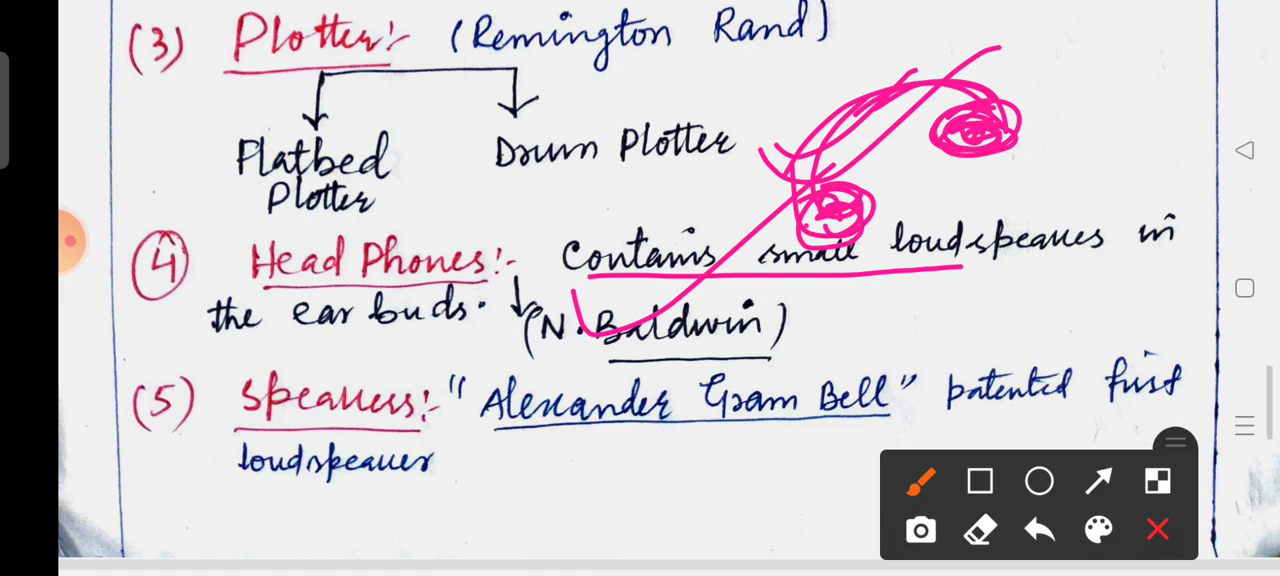 (3) Plotter:- (Remington Rand)
Flatbed Plotter
Drum Plotter
(4) Head Phones:- Contains small loudspeakers in
the ear buds. (N. Baldwin)
(5) Speakers:- "Alexander Gram Bell" patented first
loudspeaker